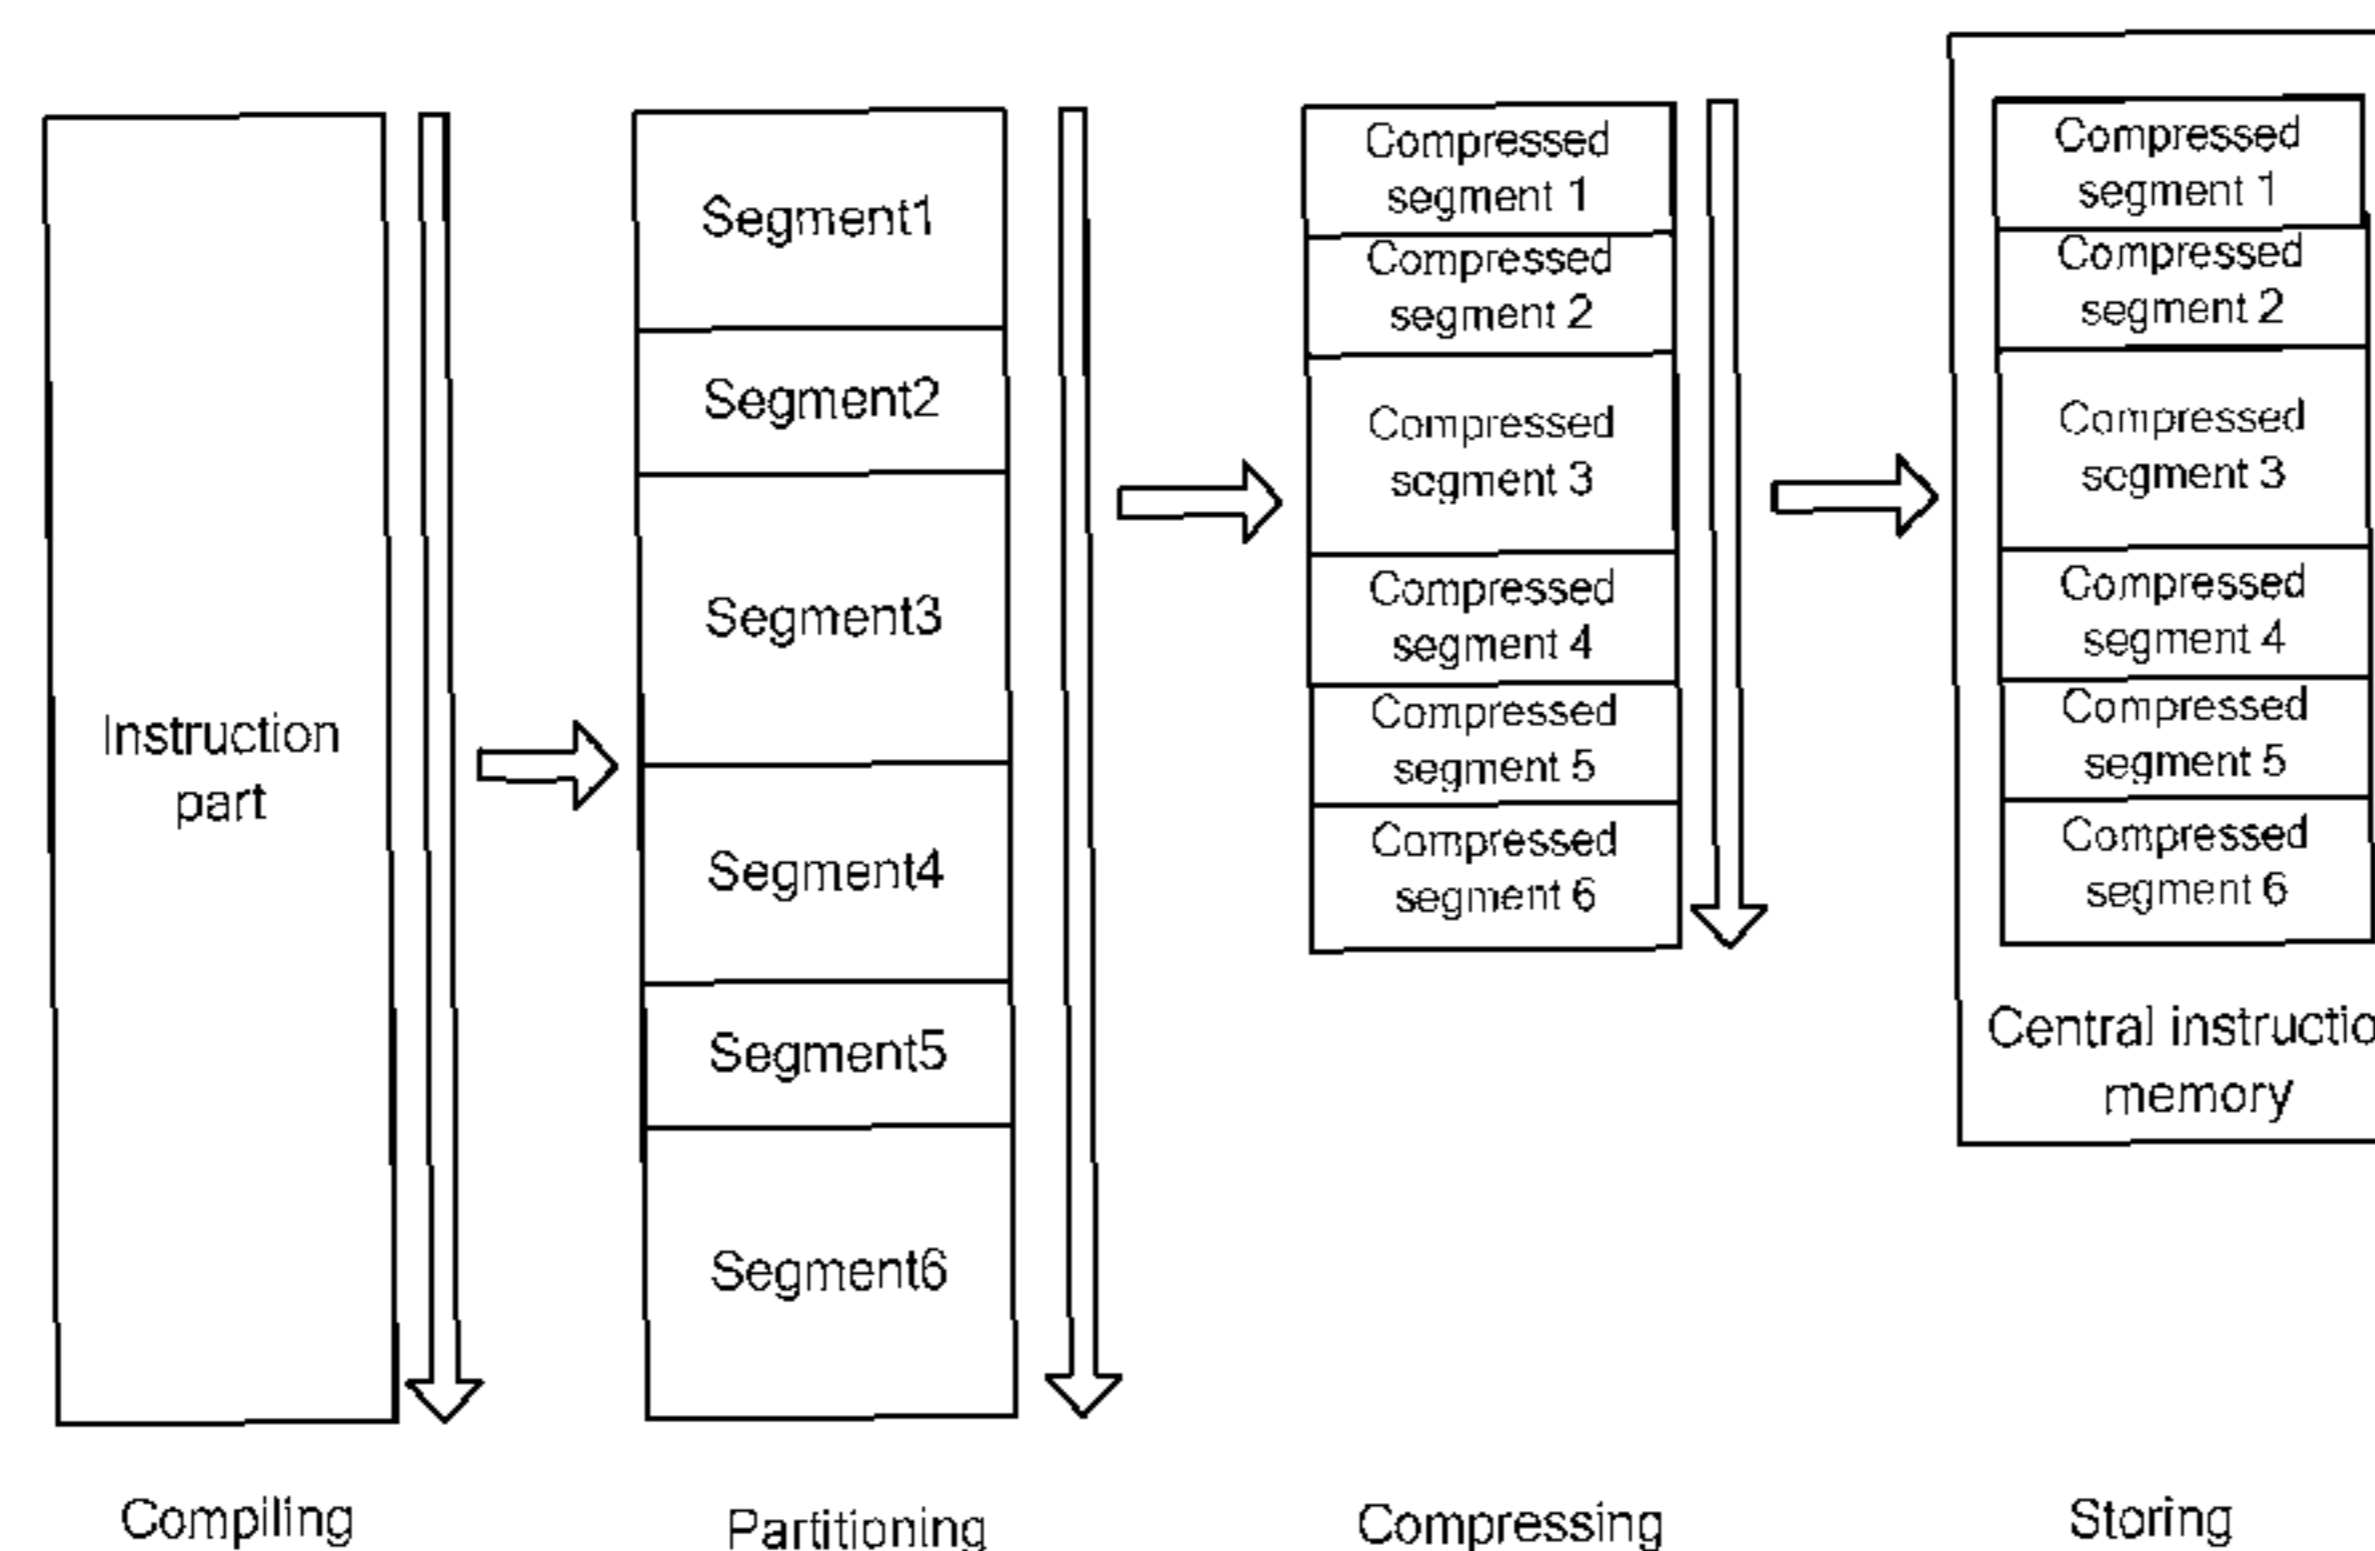 Instruction
part
Compiling
Segment1
Segment2
Segment3
Segment4
Segment5
Segment6
Partitioning
Compressed
segment 1
Compressed
segment 2
Compressed
segment 3
Compressed
segment 4
Compressed
segment 5
Compressed
segment 6
Compressing
Compressed
segment 1
Compressed
segment 2
Compressed
segment 3
Compressed
segment 4
Compressed
segment 5
Compressed
segment 6
Central instructio
memory
Storing